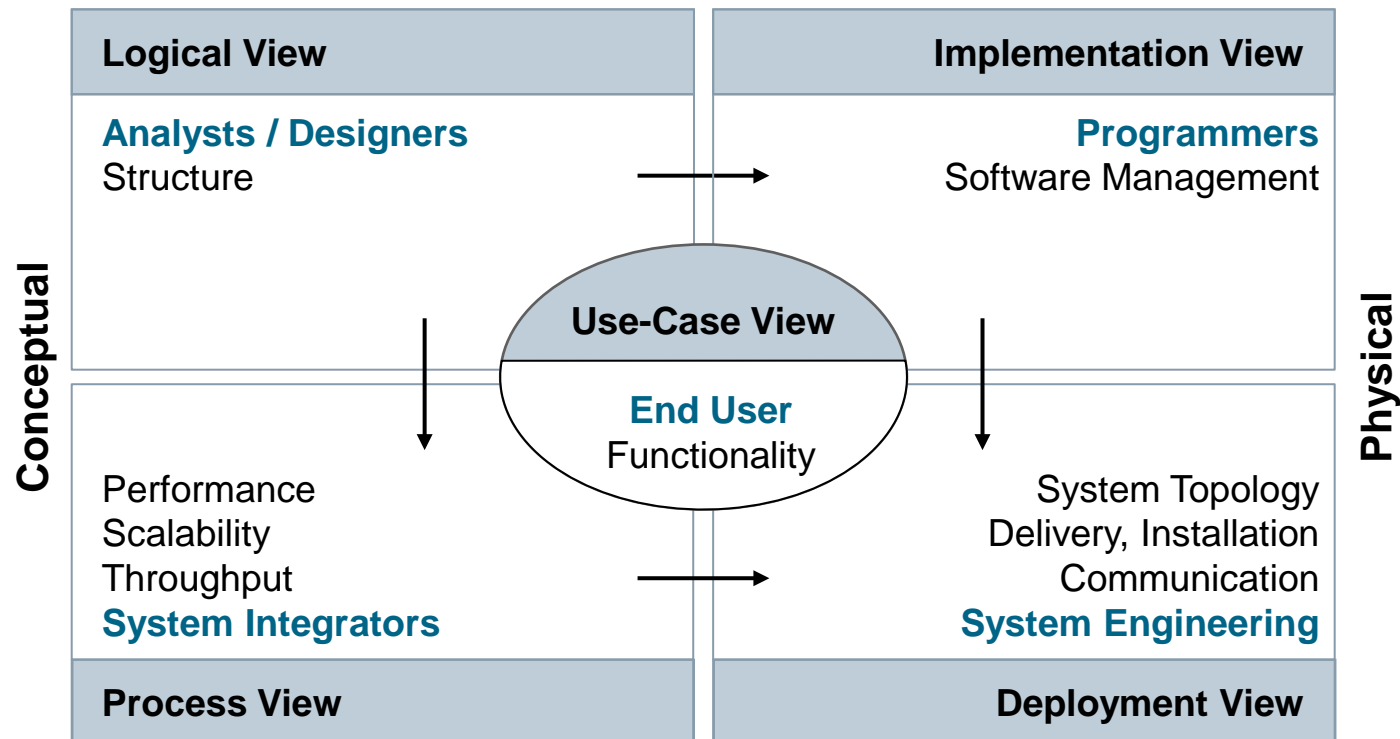 Logical View
Analysts / Designers
Structure
Implementation View
Programmers
Software Management
Conceptual
Use-Case View
End User
Functionality
Physical
Performance
Scalability
Throughput
System Integrators
Process View
System Topology
Delivery, Installation
Communication
System Engineering
Deployment View